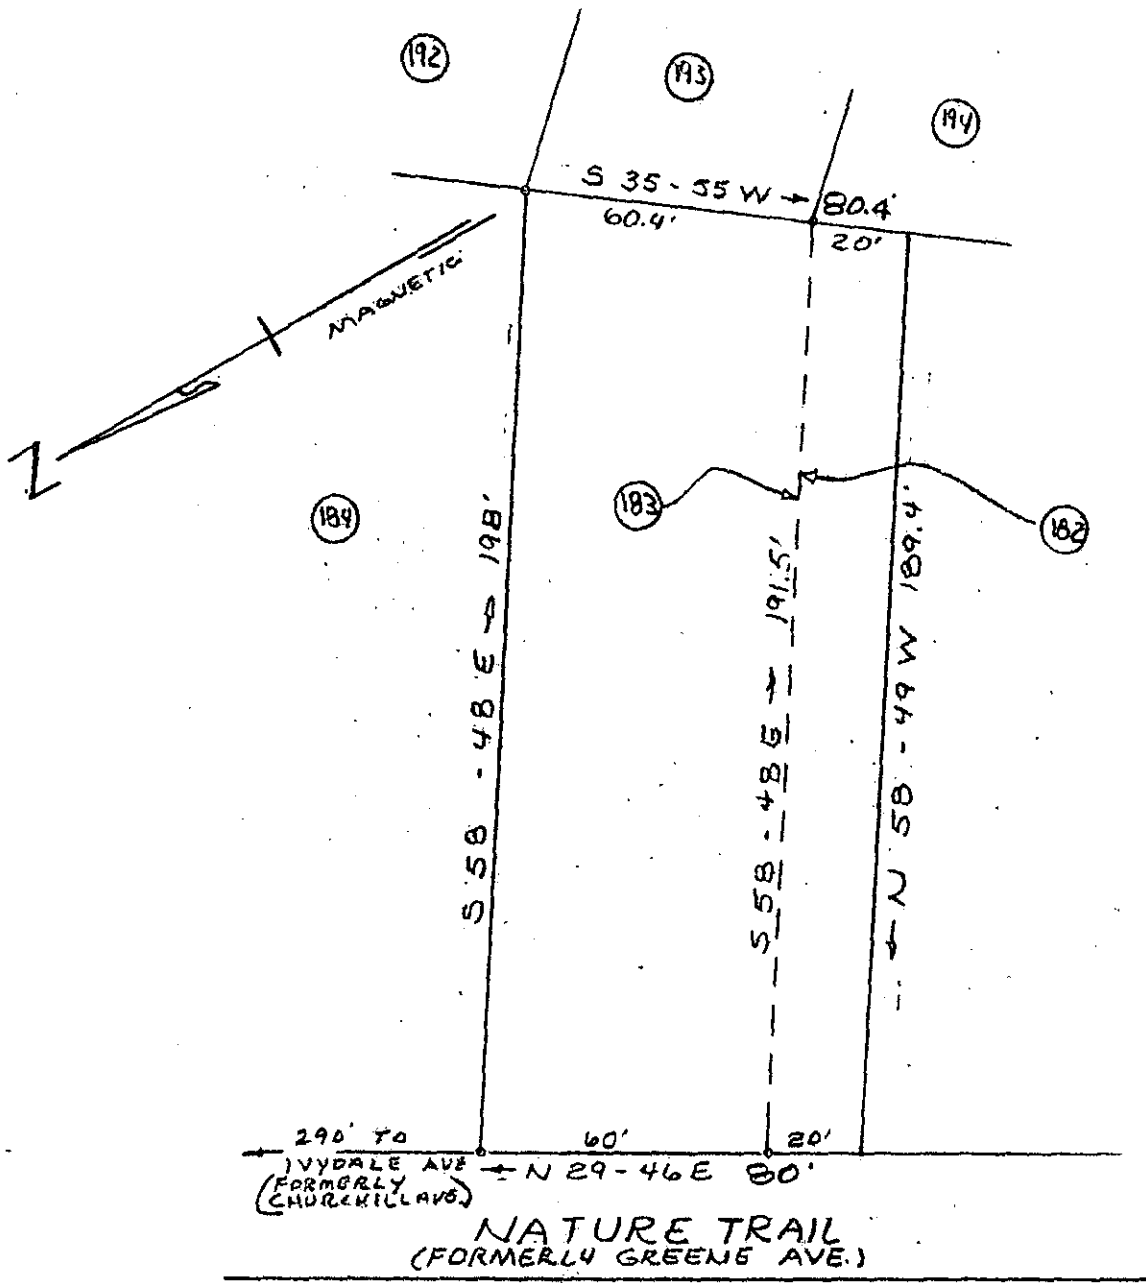 192
193
194
S 35-55 W → 80.4'
60.4'
20'
MAGNETIC
N
184
183
182
S 58 - 48 E → 198'
S 58 - 48 E → 191.5'
← N 58 - 49 W 189.4'
290' TO
IVYDALE AVE
(FORMERLY
CHURCHILL AVE.)
60'
20'
← N 29-46 E 80'
NATURE TRAIL
(FORMERLY GREENE AVE.)